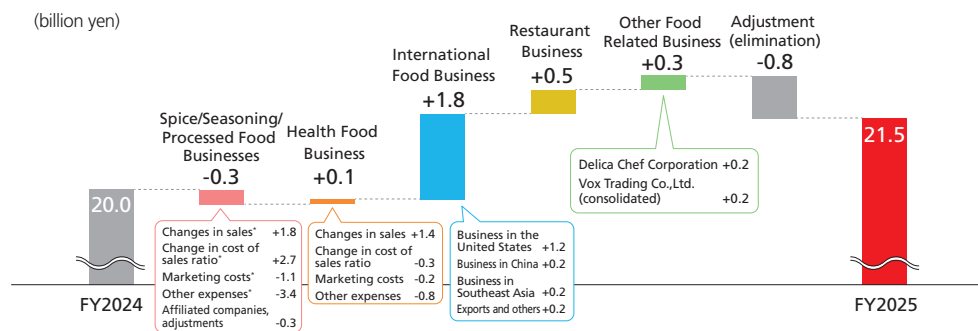 (billion yen)
Spice/Seasoning/
Processed Food
Businesses
-0.3
Health Food
Business
+0.1
International
Food Business
+1.8
Restaurant
Business
+0.5
Other Food
Related Business
+0.3
Adjustment
(elimination)
-0.8
20.0
21.5
Changes in sales* +1.8
Change in cost of
sales ratio* +2.7
Marketing costs* -1.1
Other expenses* -3.4
Affiliated companies,
adjustments -0.3
Changes in sales +1.4
Change in cost of
sales ratio -0.3
Marketing costs -0.2
Other expenses -0.8
Business in the
United States +1.2
Business in China +0.2
Business in
Southeast Asia +0.2
Exports and others +0.2
Delica Chef Corporation +0.2
Vox Trading Co.,Ltd.
(consolidated) +0.2
FY2024
FY2025